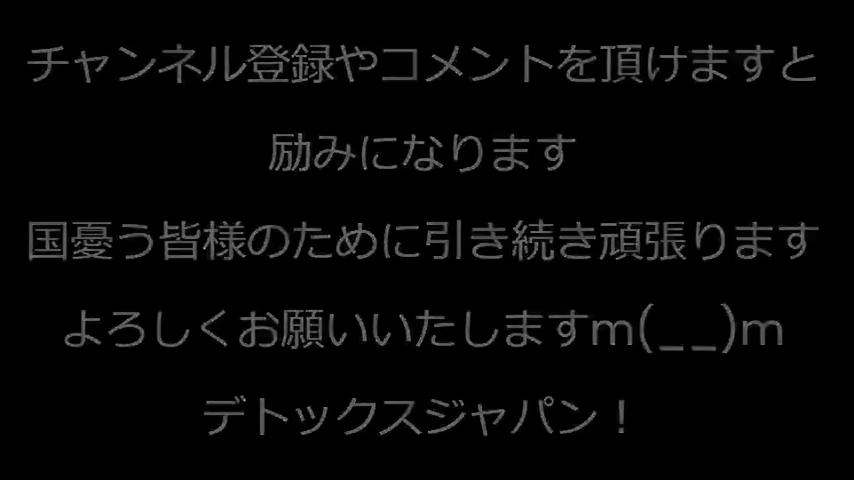 チャンネル登録やコメントを頂けますと
励みになります
国憂う皆様のために引き続き頑張ります
よろしくお願いいたしますm(__)m
デトックスジャパン！